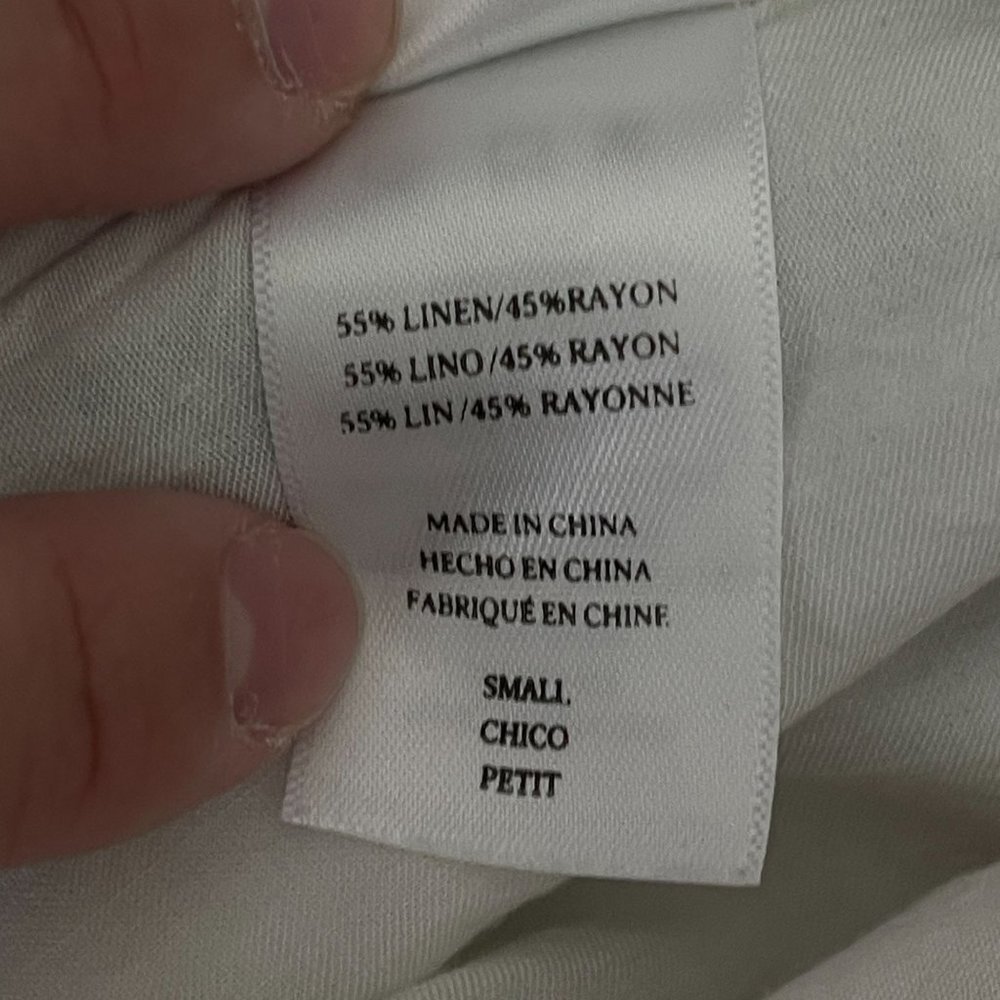 55% LINEN/45%RAYON
55% LINO/45% RAYON
55% LIN/45% RAYONNE
MADE IN CHINA
HECHO EN CHINA
FABRIQUÉ EN CHINE
SMALL
CHICO
PETIT